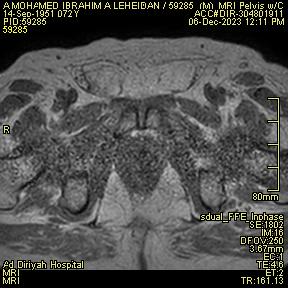 A MOHAMED IBRAHIM A LEHEIDAN / 59285 (M) MRI Pelvis w/C
14-Sep-1951 072Y ACC#DIR-304801911
PID:59285 06-Dec-2023 12:11 PM
59285
R
80mm
sdual_FFE_Inphase
SE:1802
IM:16
DFOV:250
3.67mm
EC:1
Ad Diriyah Hospital TE:4.6
MRI ET:2
MRI TR:161.13